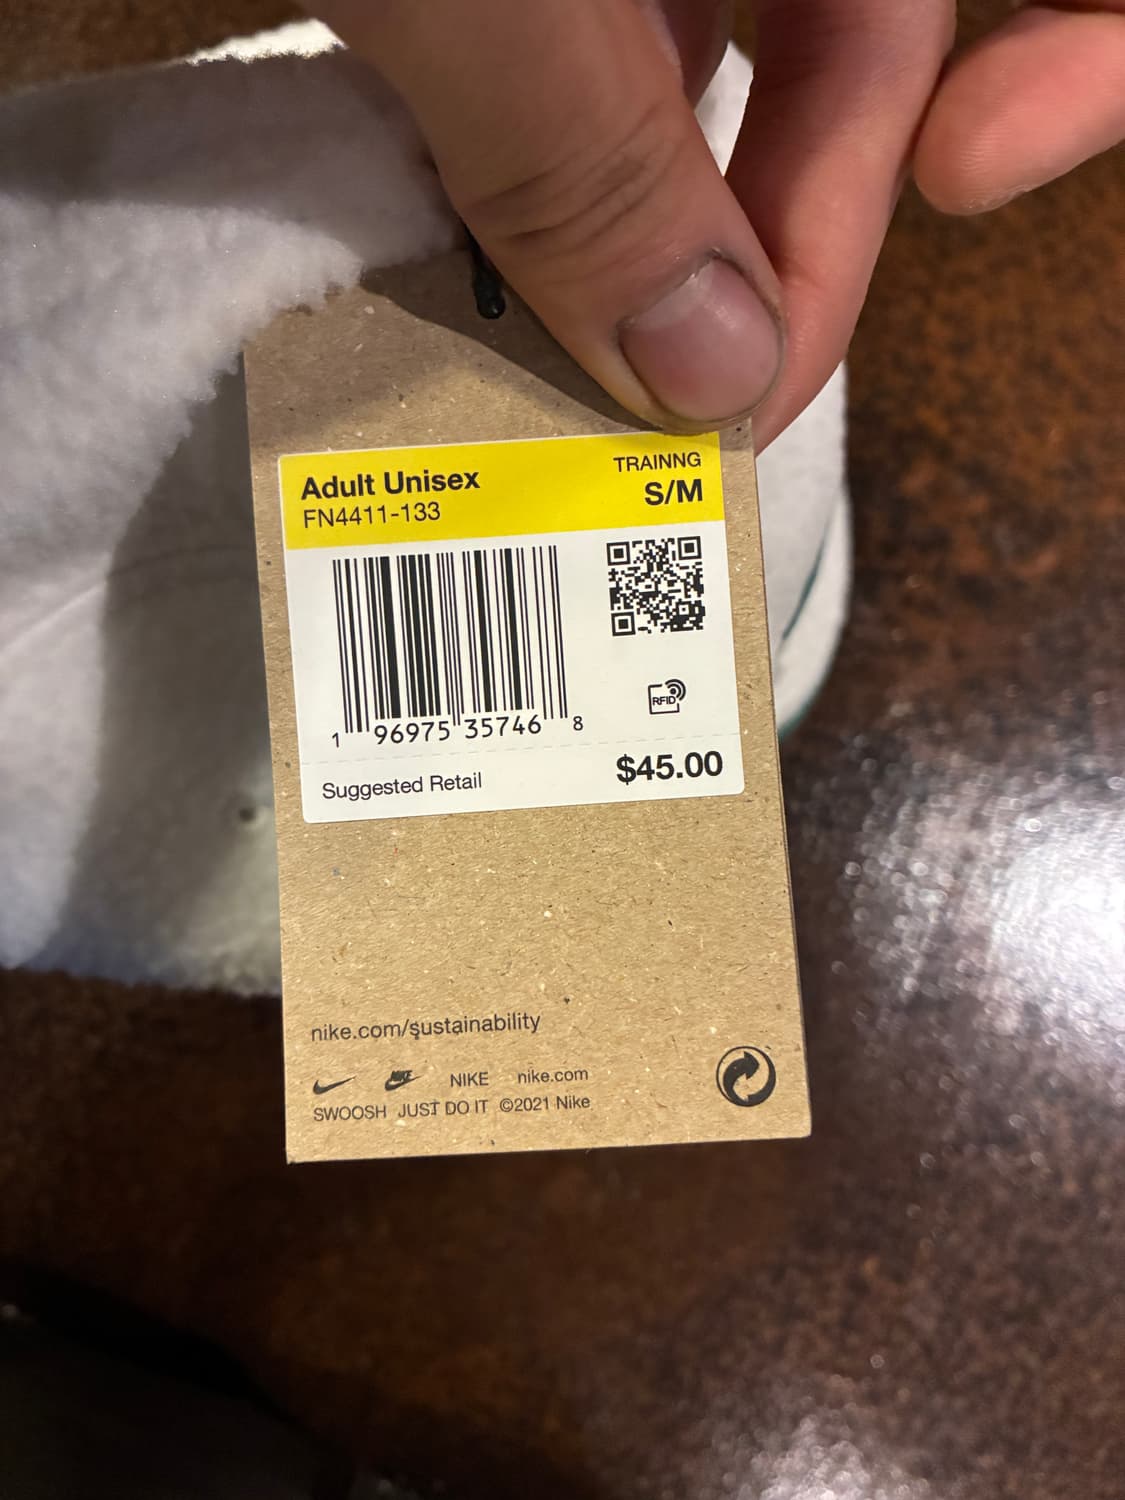 Adult Unisex
FN4411-133
TRAINNG
S/M
RFID
1 96975 35746 8
Suggested Retail $45.00
nike.com/sustainability
NIKE NIKE nike.com
SWOOSH JUST DO IT ©2021 Nike